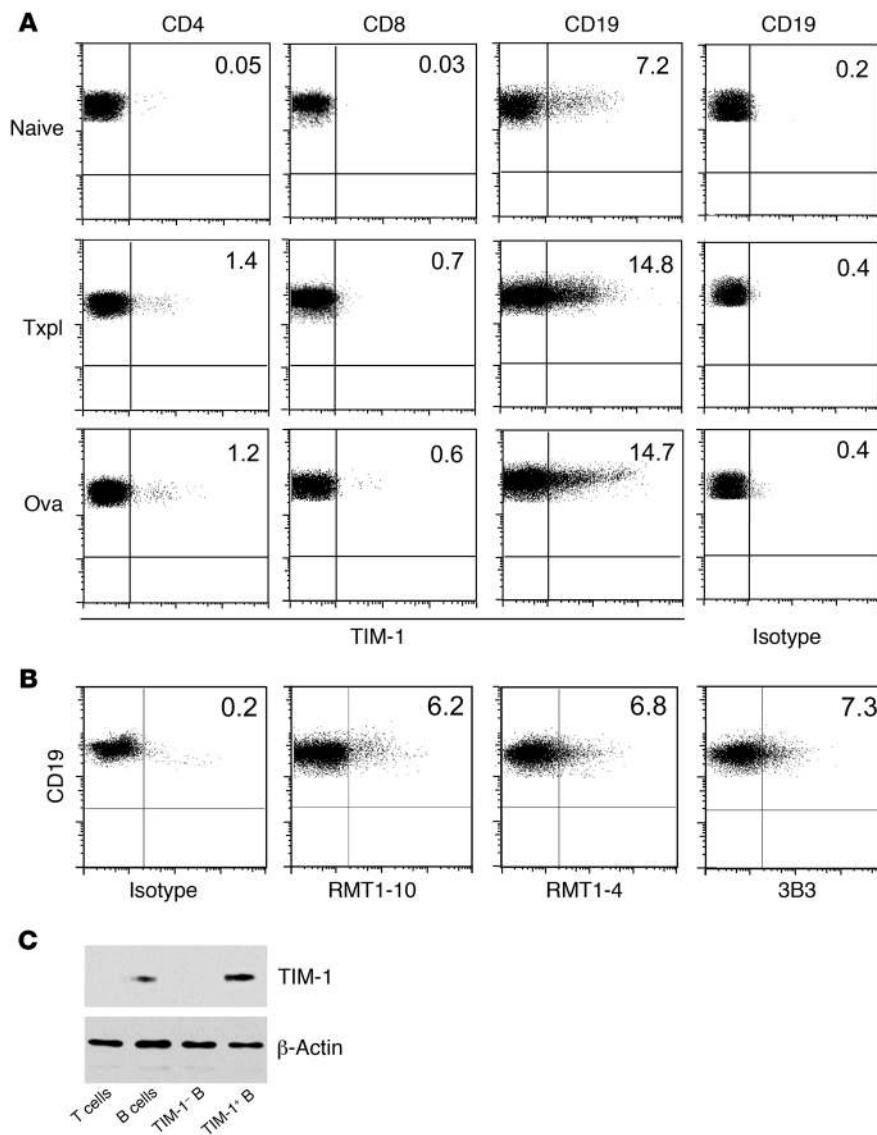 A
CD4 CD8 CD19 CD19
Naive 0.05 0.03 7.2 0.2
Txpl 1.4 0.7 14.8 0.4
Ova 1.2 0.6 14.7 0.4
TIM-1 Isotype
B
CD19 0.2 6.2 6.8 7.3
Isotype RMT1-10 RMT1-4 3B3
C
TIM-1
β-Actin
T cells B cells TIM-1⁻ B TIM-1⁺ B